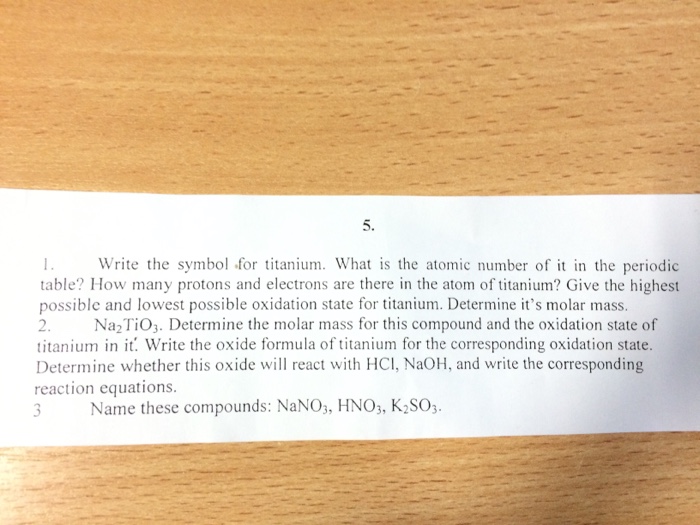 5.
1. Write the symbol for titanium. What is the atomic number of it in the periodic
table? How many protons and electrons are there in the atom of titanium? Give the highest
possible and lowest possible oxidation state for titanium. Determine it's molar mass.
2. Na₂TiO₃. Determine the molar mass for this compound and the oxidation state of
titanium in it. Write the oxide formula of titanium for the corresponding oxidation state.
Determine whether this oxide will react with HCl, NaOH, and write the corresponding
reaction equations.
3 Name these compounds: NaNO₃, HNO₃, K₂SO₃.